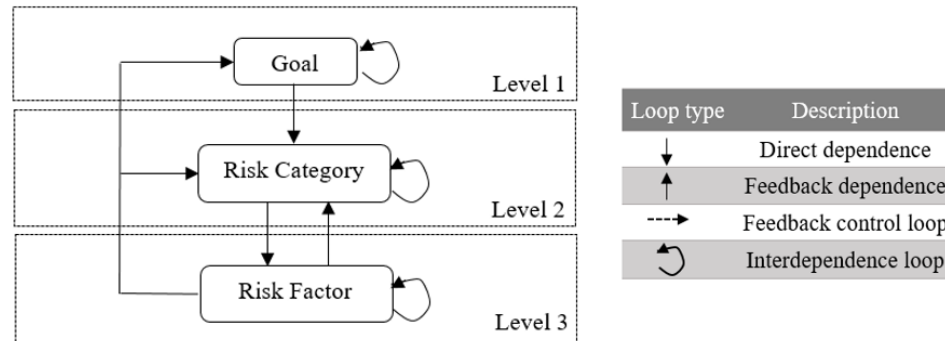 Goal
Level 1
Risk Category
Level 2
Risk Factor
Level 3
Loop type Description
Direct dependence
Feedback dependence
Feedback control loop
Interdependence loop